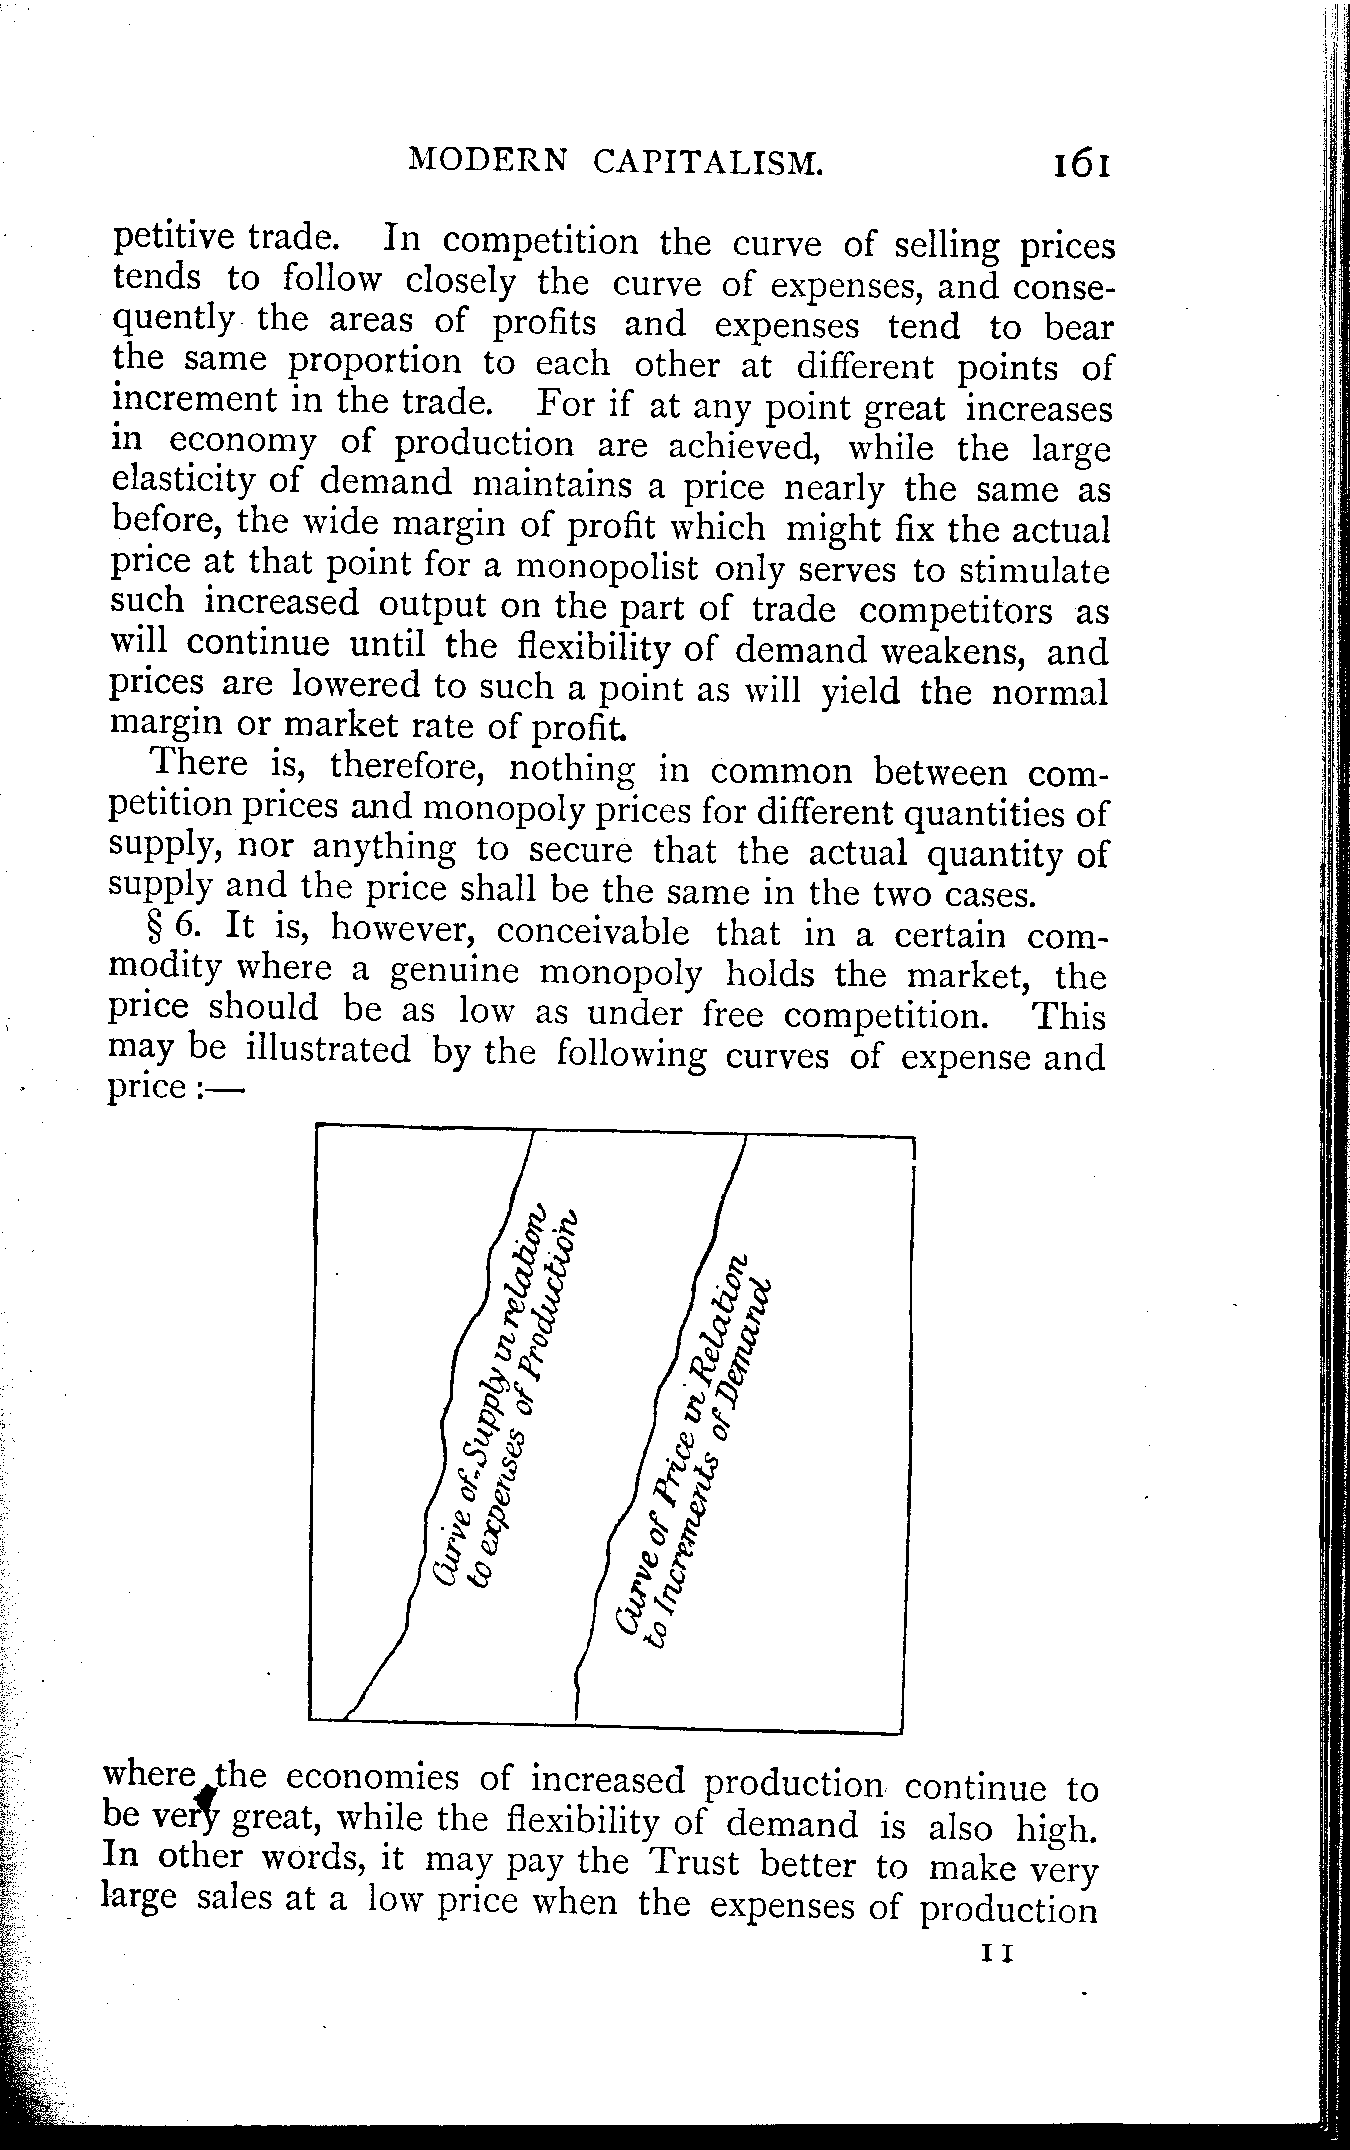 MODERN CAPITALISM. 161
petitive trade. In competition the curve of selling prices
tends to follow closely the curve of expenses, and conse-
quently the areas of profits and expenses tend to bear
the same proportion to each other at different points of
increment in the trade. For if at any point great increases
in economy of production are achieved, while the large
elasticity of demand maintains a price nearly the same as
before, the wide margin of profit which might fix the actual
price at that point for a monopolist only serves to stimulate
such increased output on the part of trade competitors as
will continue until the flexibility of demand weakens, and
prices are lowered to such a point as will yield the normal
margin or market rate of profit.
There is, therefore, nothing in common between com-
petition prices and monopoly prices for different quantities of
supply, nor anything to secure that the actual quantity of
supply and the price shall be the same in the two cases.
§ 6. It is, however, conceivable that in a certain com-
modity where a genuine monopoly holds the market, the
price should be as low as under free competition. This
may be illustrated by the following curves of expense and
price :—
Curve of Supply in relation
to expenses of Production
Curve of Price in Relation
to Increments of Demand
where the economies of increased production continue to
be very great, while the flexibility of demand is also high.
In other words, it may pay the Trust better to make very
large sales at a low price when the expenses of production
11